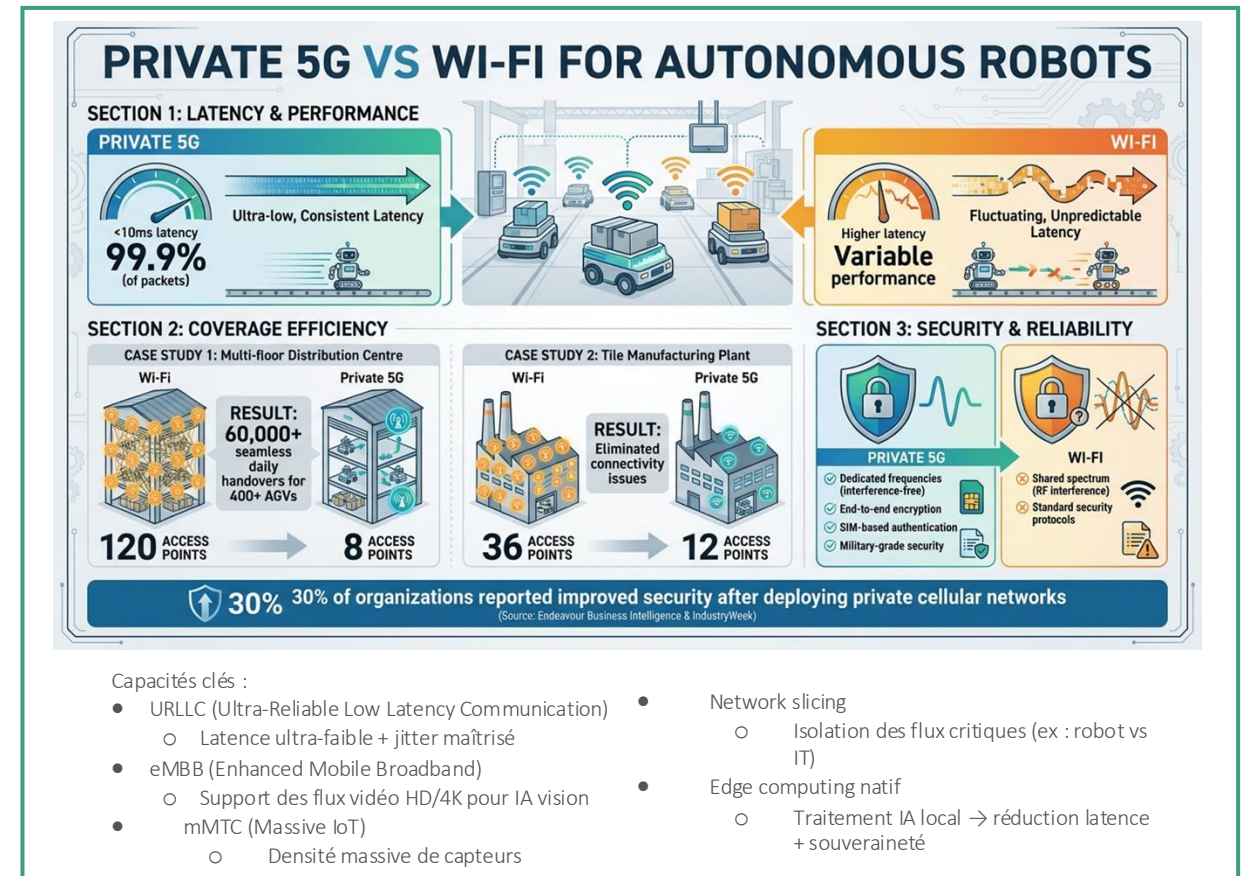 PRIVATE 5G VS WI-FI FOR AUTONOMOUS ROBOTS
SECTION 1: LATENCY & PERFORMANCE
PRIVATE 5G
<10ms latency
99.9%
(of packets)
Ultra-low, Consistent Latency
WI-FI
Higher latency
Variable
performance
Fluctuating, Unpredictable
Latency
SECTION 2: COVERAGE EFFICIENCY
CASE STUDY 1: Multi-floor Distribution Centre
Wi-Fi
Private 5G
RESULT:
60,000+
seamless
daily
handovers for
400+ AGVs
120 ACCESS
POINTS
8 ACCESS
POINTS
CASE STUDY 2: Tile Manufacturing Plant
Wi-Fi
Private 5G
RESULT:
Eliminated
connectivity
issues
36 ACCESS
POINTS
12 ACCESS
POINTS
SECTION 3: SECURITY & RELIABILITY
PRIVATE 5G
Dedicated frequencies
(interference-free)
End-to-end encryption
SIM-based authentication
Military-grade security
?
WI-FI
Shared spectrum
(RF interference)
Standard security
protocols
30% 30% of organizations reported improved security after deploying private cellular networks
(Source: Endeavour Business Intelligence & IndustryWeek)
Capacités clés :
• URLLC (Ultra-Reliable Low Latency Communication)
o Latence ultra-faible + jitter maîtrisé
• eMBB (Enhanced Mobile Broadband)
o Support des flux vidéo HD/4K pour IA vision
• mMTC (Massive IoT)
o Densité massive de capteurs
• Network slicing
o Isolation des flux critiques (ex : robot vs
IT)
• Edge computing natif
o Traitement IA local → réduction latence
+ souveraineté